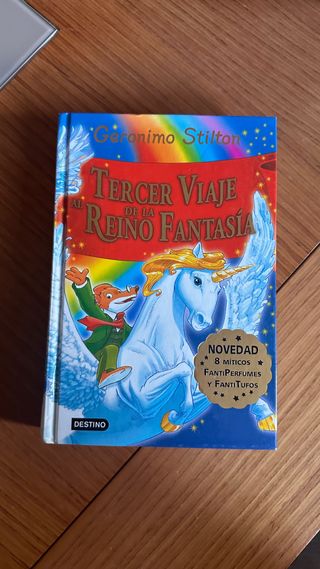 Geronimo Stilton
TERCER VIAJE
AL DE LA
REINO FANTASÍA
NOVEDAD
8 MÍTICOS
FANTIPERFUMES
Y FANTITUFOS
DESTINO